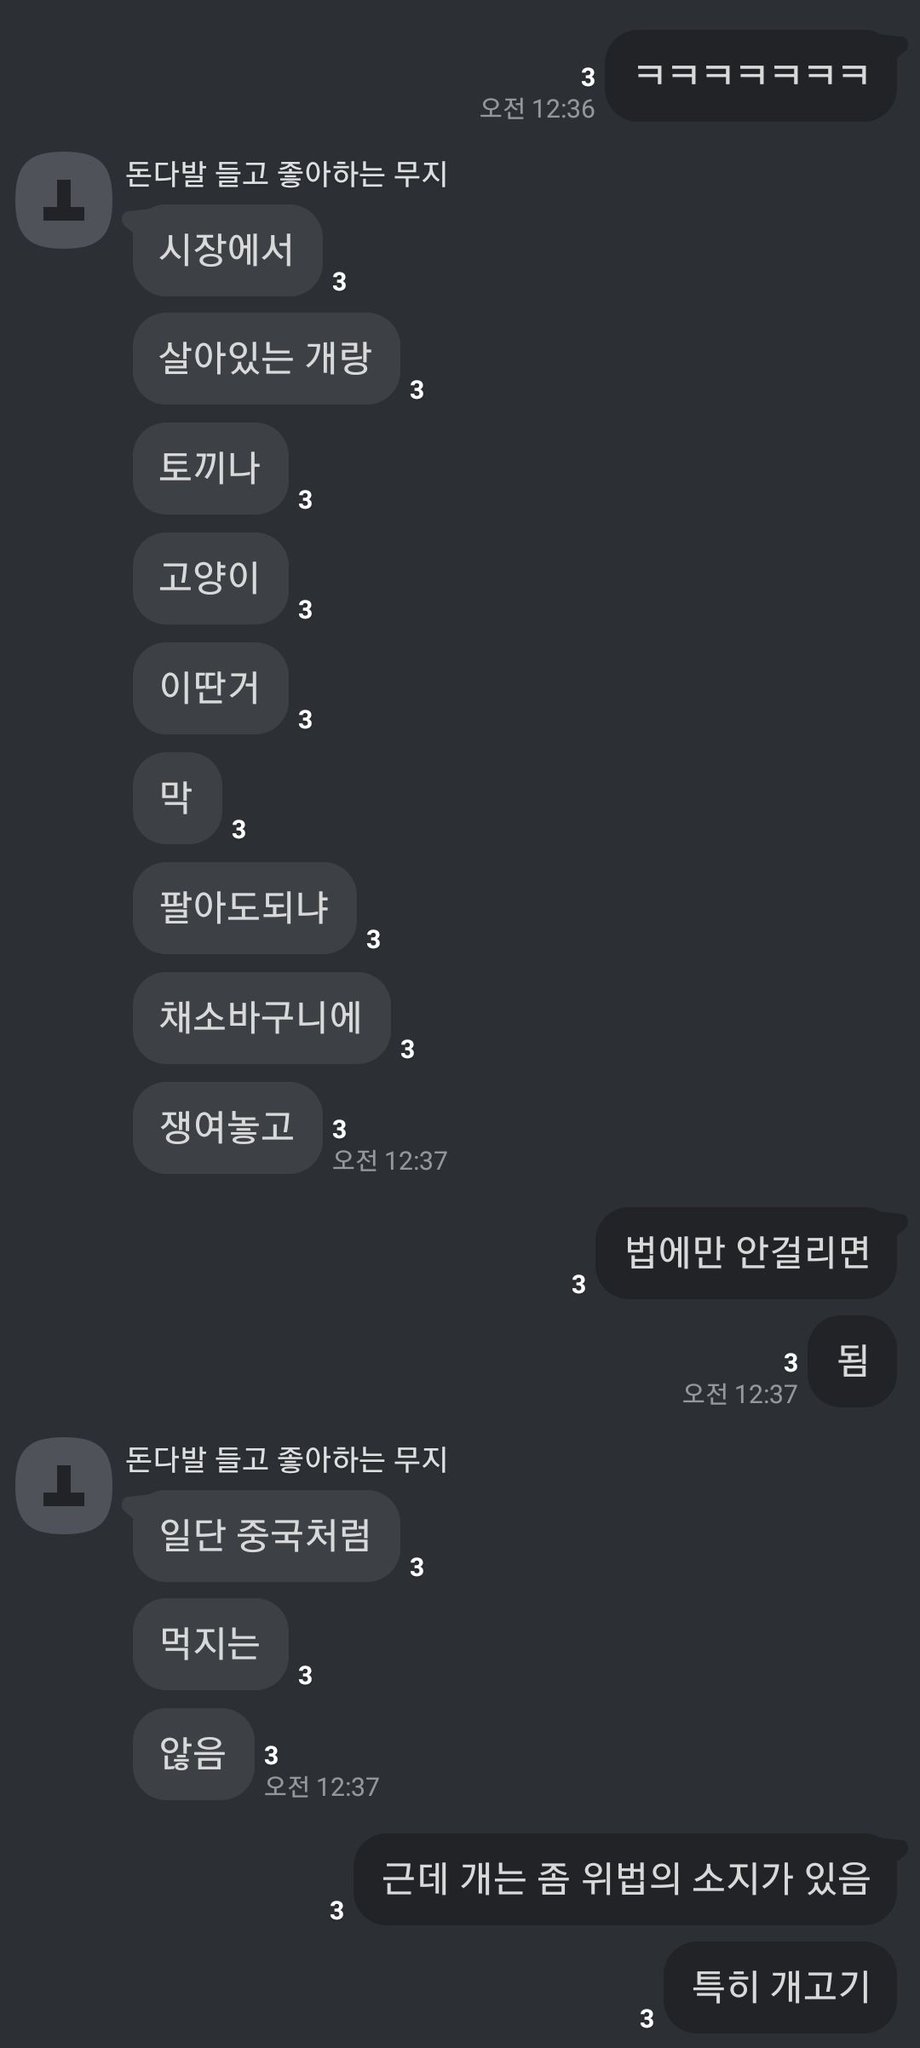 ㅋㅋㅋㅋㅋㅋㅋ
3
오전 12:36
돈다발 들고 좋아하는 무지
시장에서
3
살아있는 개랑
3
토끼나
3
고양이
3
이딴거
3
막
3
팔아도되냐
3
채소바구니에
3
쟁여놓고
3
오전 12:37
법에만 안걸리면
3
됨
3
오전 12:37
돈다발 들고 좋아하는 무지
일단 중국처럼
3
먹지는
3
않음
3
오전 12:37
근데 개는 좀 위법의 소지가 있음
3
특히 개고기
3